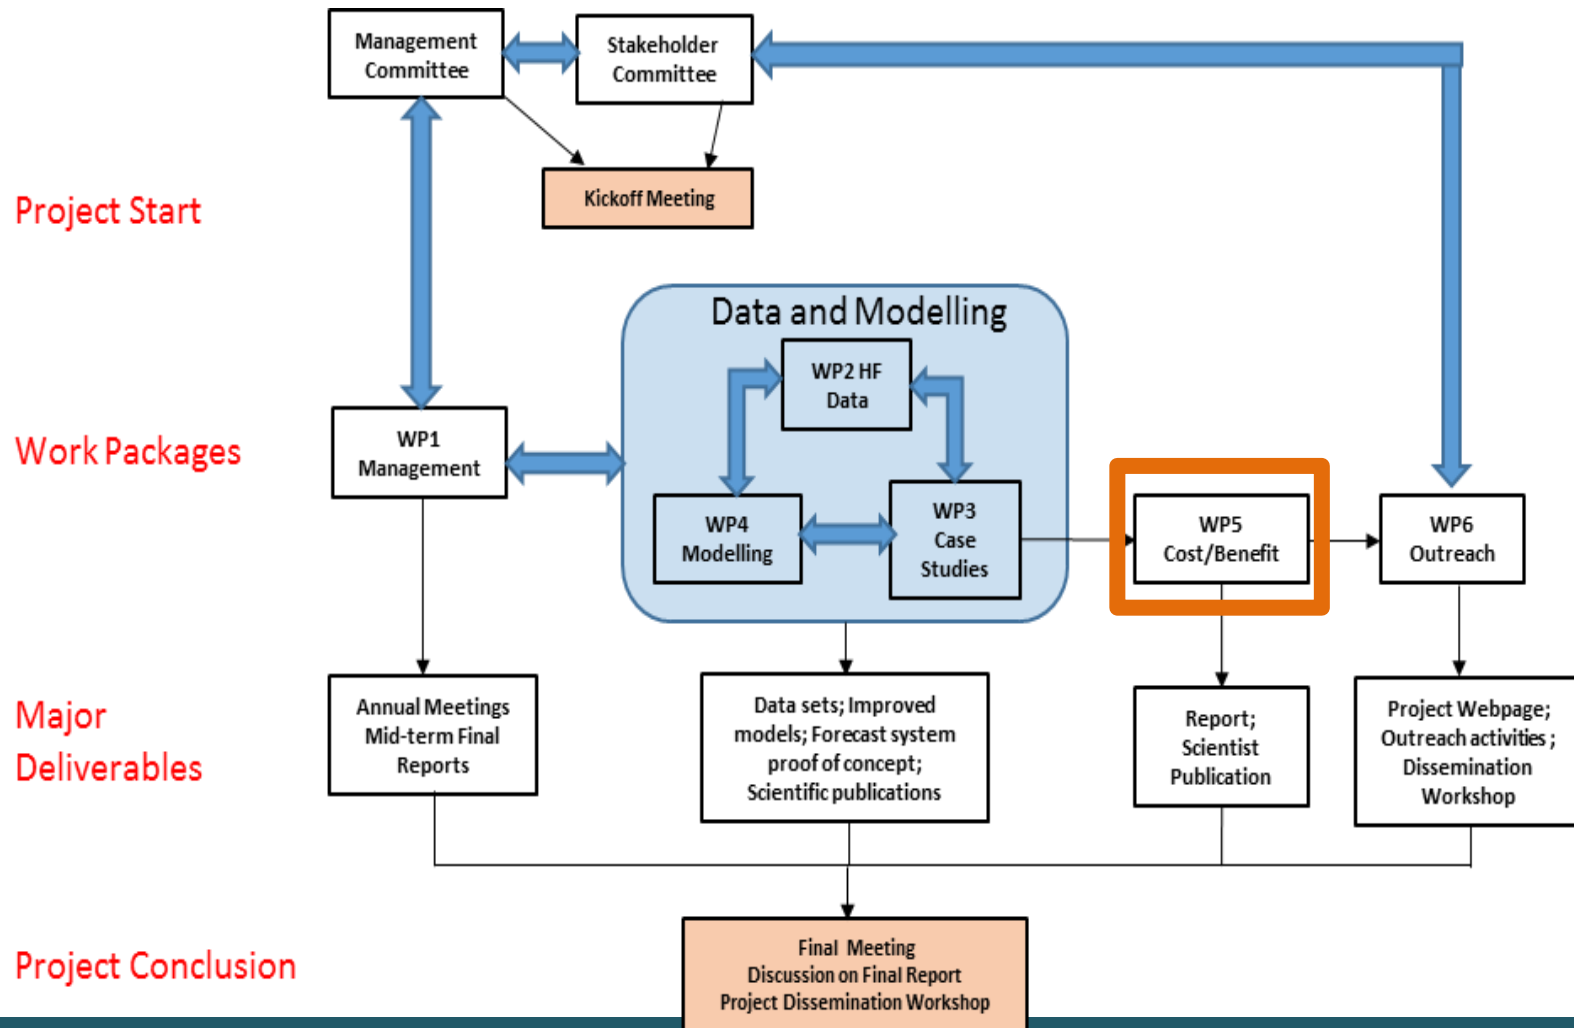 Management
Committee
Stakeholder
Committee
Kickoff Meeting
Project Start
Data and Modelling
WP2 HF
Data
Work Packages
WP1
Management
WP4
Modelling
WP3
Case
Studies
WP5
Cost/Benefit
WP6
Outreach
Major
Deliverables
Annual Meetings
Mid-term Final
Reports
Data sets; Improved
models; Forecast system
proof of concept;
Scientific publications
Report;
Scientist
Publication
Project Webpage;
Outreach activities ;
Dissemination
Workshop
Project Conclusion
Final Meeting
Discussion on Final Report
Project Dissemination Workshop